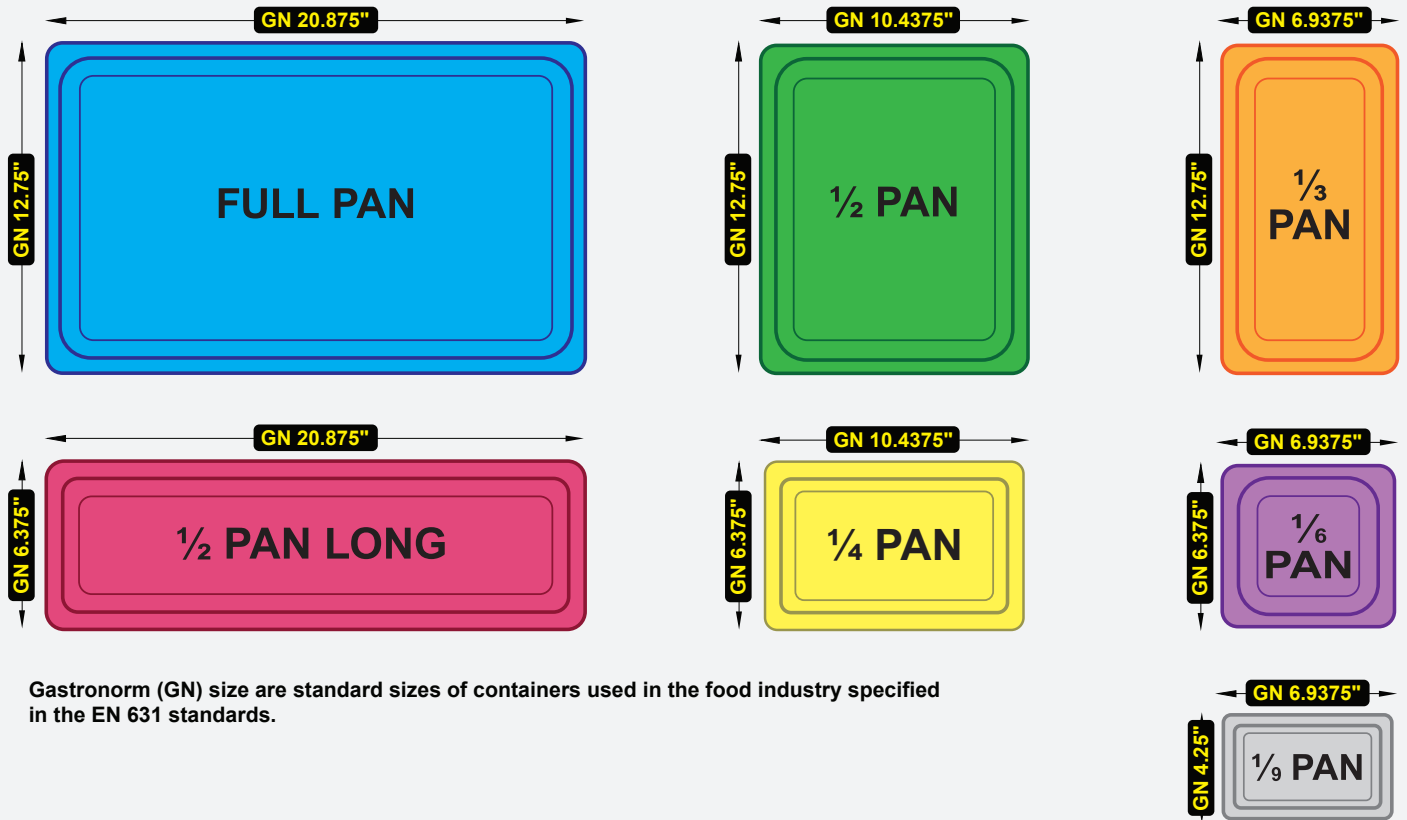 GN 20.875"
GN 10.4375"
GN 6.9375"
GN 12.75"
FULL PAN
GN 12.75"
½ PAN
GN 12.75"
⅓
PAN
GN 20.875"
GN 10.4375"
GN 6.9375"
GN 6.375"
½ PAN LONG
GN 6.375"
¼ PAN
GN 6.375"
⅙
PAN
Gastronorm (GN) size are standard sizes of containers used in the food industry specified
in the EN 631 standards.
GN 6.9375"
GN 4.25"
⅑ PAN